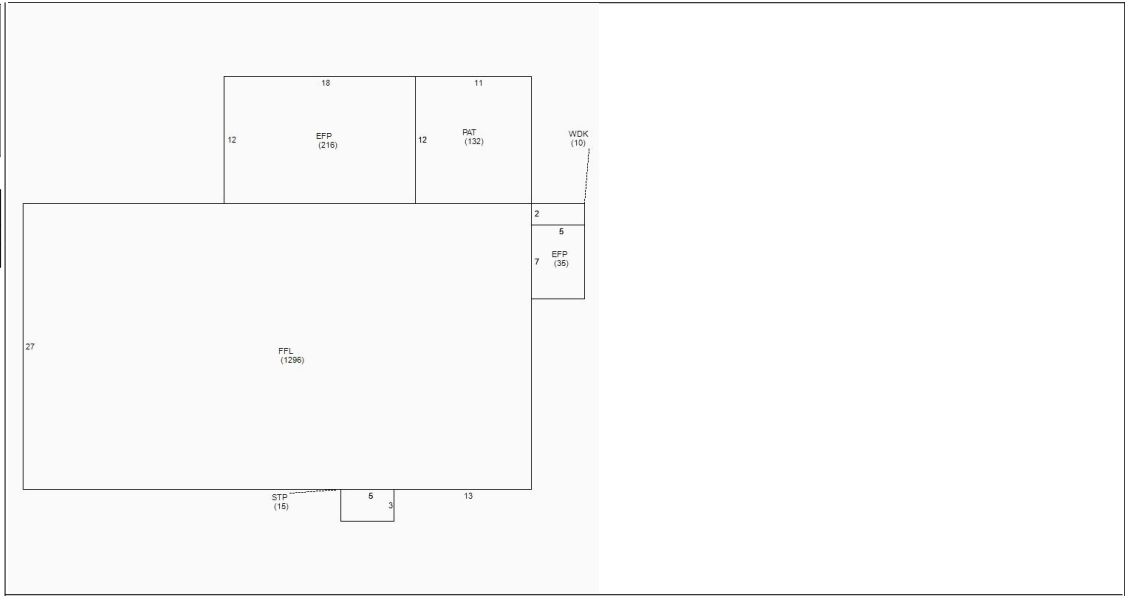 18
11
12
EFP
(216)
12
PAT
(132)
WDK
(10)
2
5
7
EFP
(35)
27
FFL
(1296)
STP
(15)
5
3
13